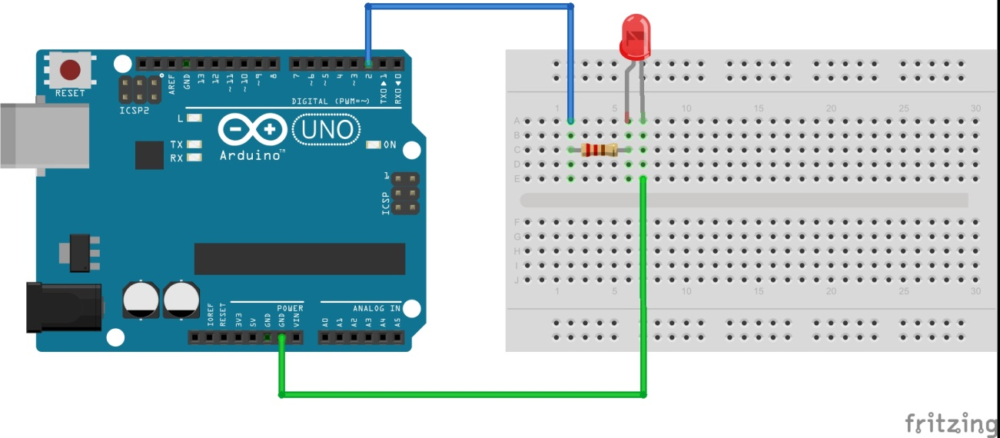 RESET
ICSP2
AREF
GND
13
12
~11
~10
~9
8
7
~6
~5
4
~3
2
TX0▶1
RX0◀0
DIGITAL (PWM=~)
L
TX
RX
Arduino™
UNO
ON
1
ICSP
IOREF
RESET
3V3
5V
GND
GND
VIN
POWER
ANALOG IN
A0
A1
A2
A3
A4
A5
1 5 10 15 20 25 30
A
B
C
D
E
F
G
H
I
J
1 5 10 15 20 25 30
fritzing